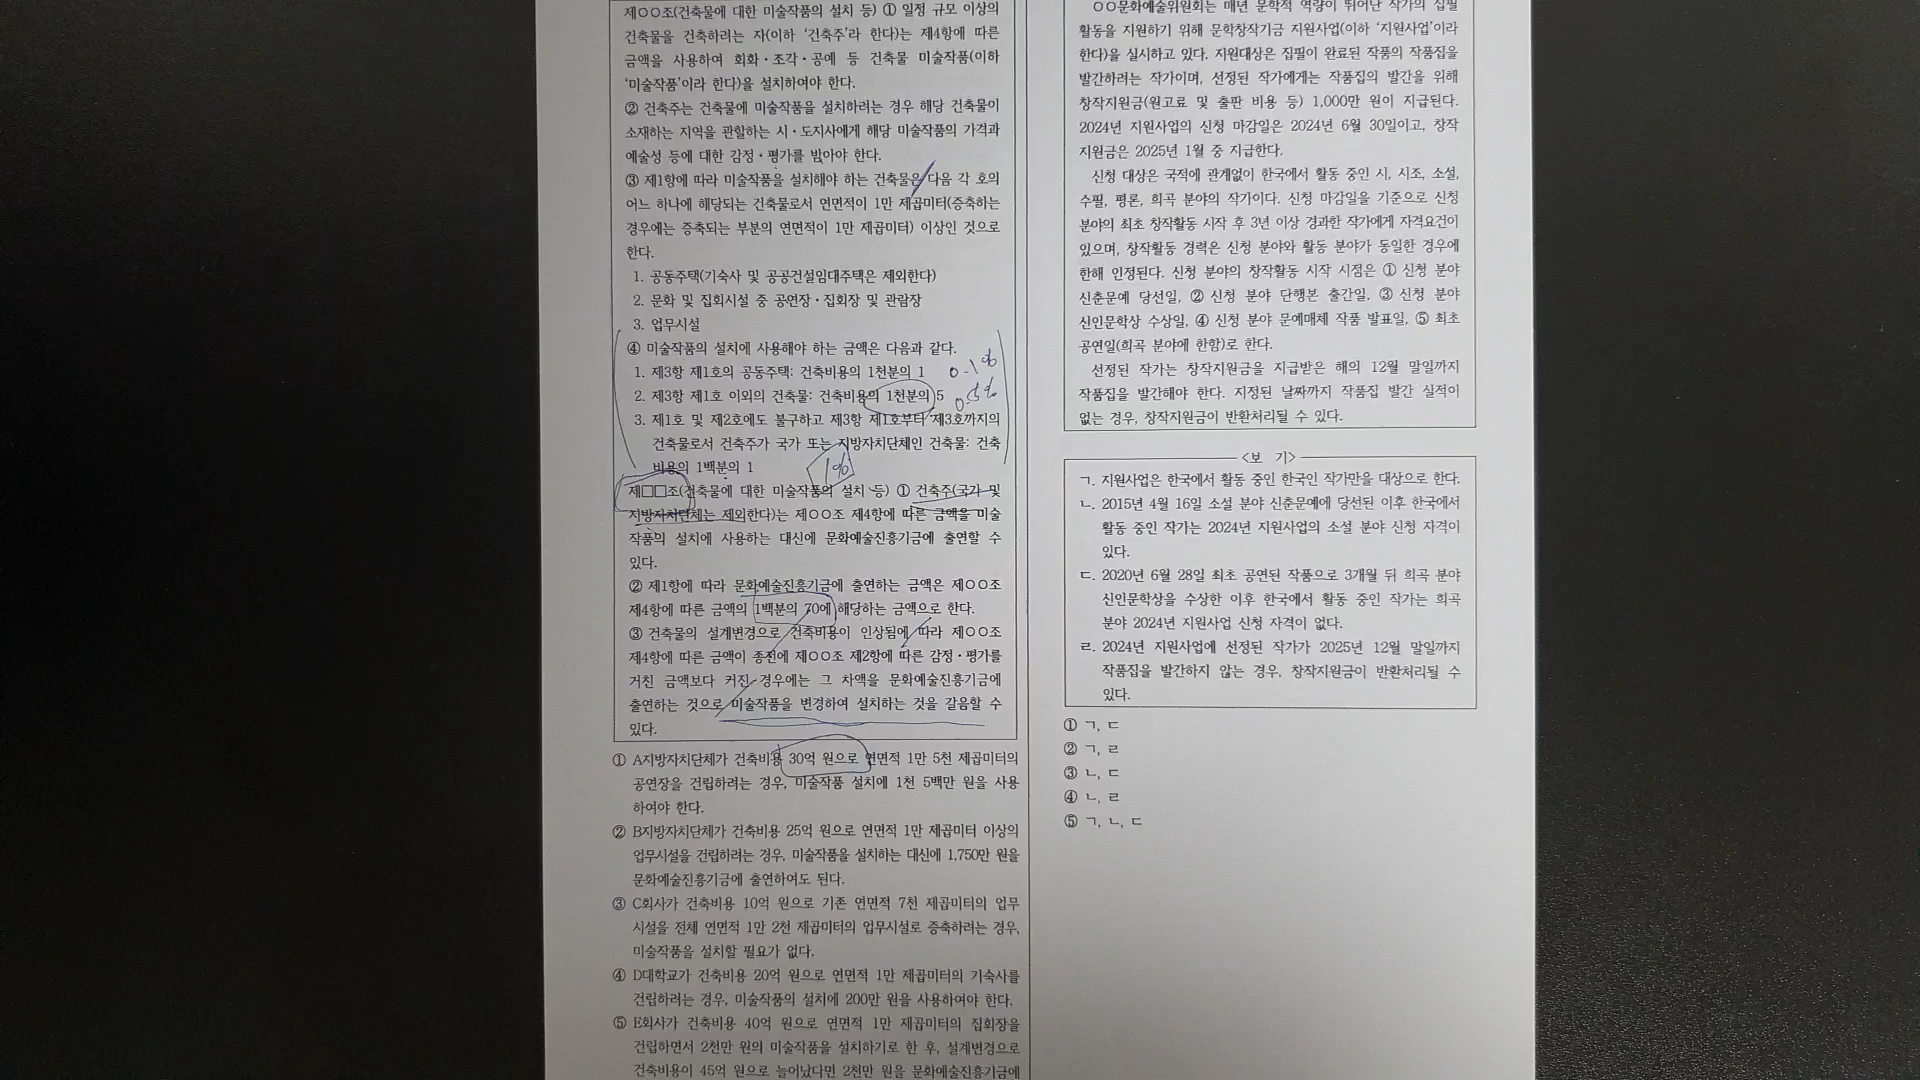 제○○조(건축물에 대한 미술작품의 설치 등) ① 일정 규모 이상의
건축물을 건축하려는 자(이하 ‘건축주’라 한다)는 제4항에 따른
금액을 사용하여 회화・조각・공예 등 건축물 미술작품(이하
‘미술작품’이라 한다)을 설치하여야 한다.
② 건축주는 건축물에 미술작품을 설치하려는 경우 해당 건축물이
소재하는 지역을 관할하는 시・도지사에게 해당 미술작품의 가격과
예술성 등에 대한 감정・평가를 받아야 한다.
③ 제1항에 따라 미술작품을 설치해야 하는 건축물은 다음 각 호의
어느 하나에 해당되는 건축물로서 연면적이 1만 제곱미터(증축하는
경우에는 증축되는 부분의 연면적이 1만 제곱미터) 이상인 것으로
한다.
1. 공동주택(기숙사 및 공공건설임대주택은 제외한다)
2. 문화 및 집회시설 중 공연장・집회장 및 관람장
3. 업무시설
④ 미술작품의 설치에 사용해야 하는 금액은 다음과 같다.
1. 제3항 제1호의 공동주택: 건축비용의 1천분의 1 0.1%
2. 제3항 제1호 이외의 건축물: 건축비용의 1천분의 5 0.5%
3. 제1호 및 제2호에도 불구하고 제3항 제1호부터 제3호까지의
건축물로서 건축주가 국가 또는 지방자치단체인 건축물: 건축
비용의 1백분의 1 1%
제□□조(건축물에 대한 미술작품의 설치 등) ① 건축주(국가 및
지방자치단체는 제외한다)는 제○○조 제4항에 따른 금액을 미술
작품의 설치에 사용하는 대신에 문화예술진흥기금에 출연할 수
있다.
② 제1항에 따라 문화예술진흥기금에 출연하는 금액은 제○○조
제4항에 따른 금액의 1백분의 70에 해당하는 금액으로 한다.
③ 건축물의 설계변경으로 건축비용이 인상됨에 따라 제○○조
제4항에 따른 금액이 종전에 제○○조 제2항에 따른 감정・평가를
거친 금액보다 커진 경우에는 그 차액을 문화예술진흥기금에
출연하는 것으로 미술작품을 변경하여 설치하는 것을 갈음할 수
있다.
① A지방자치단체가 건축비용 30억 원으로 연면적 1만 5천 제곱미터의
공연장을 건립하려는 경우, 미술작품 설치에 1천 5백만 원을 사용
하여야 한다.
② B지방자치단체가 건축비용 25억 원으로 연면적 1만 제곱미터 이상의
업무시설을 건립하려는 경우, 미술작품을 설치하는 대신에 1,750만 원을
문화예술진흥기금에 출연하여도 된다.
③ C회사가 건축비용 10억 원으로 기존 연면적 7천 제곱미터의 업무
시설을 전체 연면적 1만 2천 제곱미터의 업무시설로 증축하려는 경우,
미술작품을 설치할 필요가 없다.
④ D대학교가 건축비용 20억 원으로 연면적 1만 제곱미터의 기숙사를
건립하려는 경우, 미술작품의 설치에 200만 원을 사용하여야 한다.
⑤ E회사가 건축비용 40억 원으로 연면적 1만 제곱미터의 집회장을
건립하면서 2천만 원의 미술작품을 설치하기로 한 후, 설계변경으로
건축비용이 45억 원으로 늘어났다면 2천만 원을 문화예술진흥기금에
○○문화예술위원회는 매년 문학적 역량이 뛰어난 작가의 집필
활동을 지원하기 위해 문학창작기금 지원사업(이하 ‘지원사업’이라
한다)을 실시하고 있다. 지원대상은 집필이 완료된 작품의 작품집을
발간하려는 작가이며, 선정된 작가에게는 작품집의 발간을 위해
창작지원금(원고료 및 출판 비용 등) 1,000만 원이 지급된다.
2024년 지원사업의 신청 마감일은 2024년 6월 30일이고, 창작
지원금은 2025년 1월 중 지급한다.
신청 대상은 국적에 관계없이 한국에서 활동 중인 시, 시조, 소설,
수필, 평론, 희곡 분야의 작가이다. 신청 마감일을 기준으로 신청
분야의 최초 창작활동 시작 후 3년 이상 경과한 작가에게 자격요건이
있으며, 창작활동 경력은 신청 분야와 활동 분야가 동일한 경우에
한해 인정된다. 신청 분야의 창작활동 시작 시점은 ① 신청 분야
신춘문예 당선일, ② 신청 분야 단행본 출간일, ③ 신청 분야
신인문학상 수상일, ④ 신청 분야 문예매체 작품 발표일, ⑤ 최초
공연일(희곡 분야에 한함)로 한다.
선정된 작가는 창작지원금을 지급받은 해의 12월 말일까지
작품집을 발간해야 한다. 지정된 날짜까지 작품집 발간 실적이
없는 경우, 창작지원금이 반환처리될 수 있다.
<보 기>
ㄱ. 지원사업은 한국에서 활동 중인 한국인 작가만을 대상으로 한다.
ㄴ. 2015년 4월 16일 소설 분야 신춘문예에 당선된 이후 한국에서
활동 중인 작가는 2024년 지원사업의 소설 분야 신청 자격이
있다.
ㄷ. 2020년 6월 28일 최초 공연된 작품으로 3개월 뒤 희곡 분야
신인문학상을 수상한 이후 한국에서 활동 중인 작가는 희곡
분야 2024년 지원사업 신청 자격이 없다.
ㄹ. 2024년 지원사업에 선정된 작가가 2025년 12월 말일까지
작품집을 발간하지 않는 경우, 창작지원금이 반환처리될 수
있다.
① ㄱ, ㄷ
② ㄱ, ㄹ
③ ㄴ, ㄷ
④ ㄴ, ㄹ
⑤ ㄱ, ㄴ, ㄷ